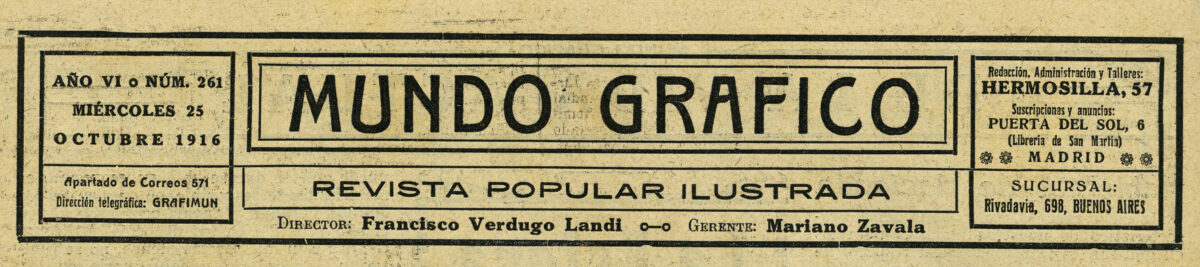 AÑO VI o NÚM. 261
MIÉRCOLES 25
OCTUBRE 1916
Apartado de Correos 571
Dirección telegráfica: GRAFIMUN
MUNDO GRAFICO
REVISTA POPULAR ILUSTRADA
DIRECTOR: Francisco Verdugo Landi o—o GERENTE: Mariano Zavala
Redacción, Administración y Talleres:
HERMOSILLA, 57
Suscripciones y anuncios:
PUERTA DEL SOL, 6
(Librería de San Martín)
MADRID
SUCURSAL:
Rivadavia, 698, BUENOS AIRES